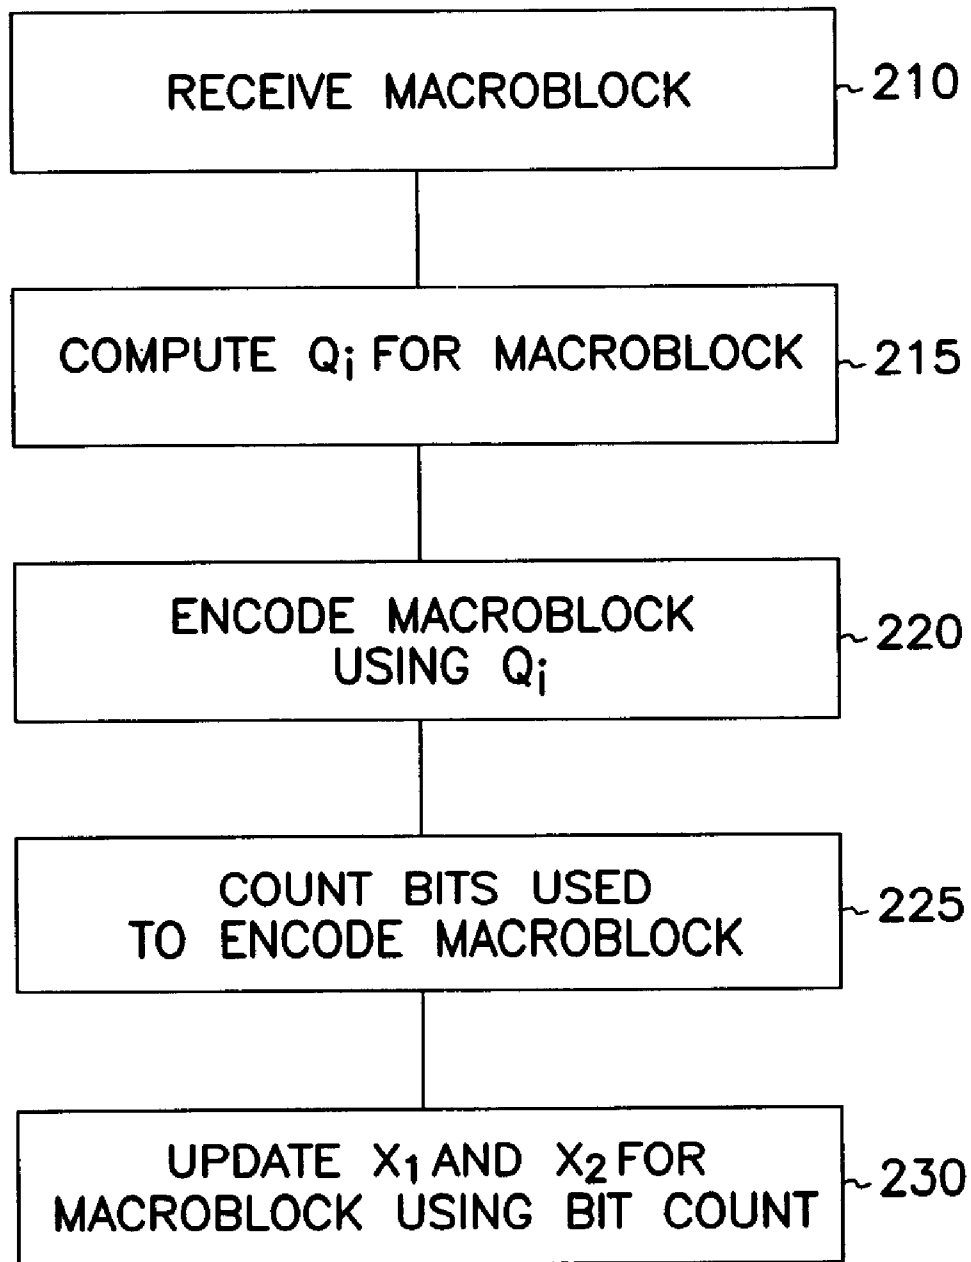 RECEIVE MACROBLOCK
210
COMPUTE Qi FOR MACROBLOCK
215
ENCODE MACROBLOCK
USING Qi
220
COUNT BITS USED
TO ENCODE MACROBLOCK
225
UPDATE X1 AND X2 FOR
MACROBLOCK USING BIT COUNT
230